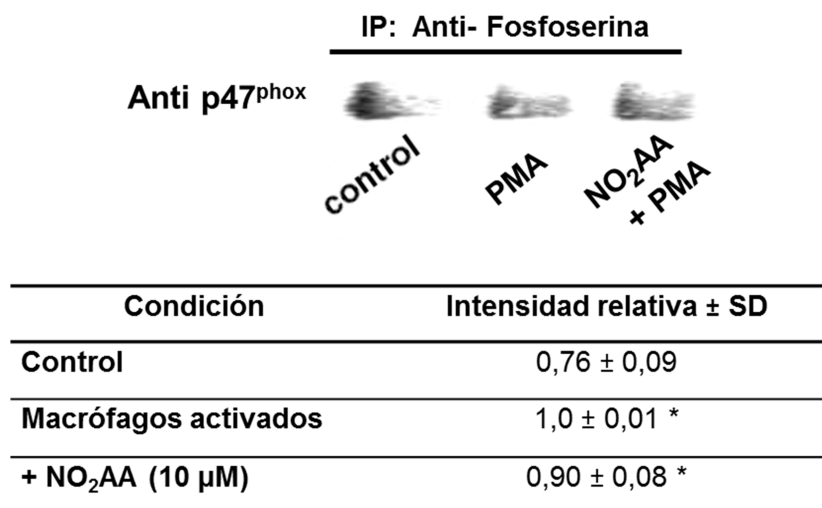 IP: Anti- Fosfoserina
Anti p47phox
control
PMA
NO2AA
+ PMA
Condición Intensidad relativa ± SD
Control 0,76 ± 0,09
Macrófagos activados 1,0 ± 0,01 *
+ NO2AA (10 µM) 0,90 ± 0,08 *